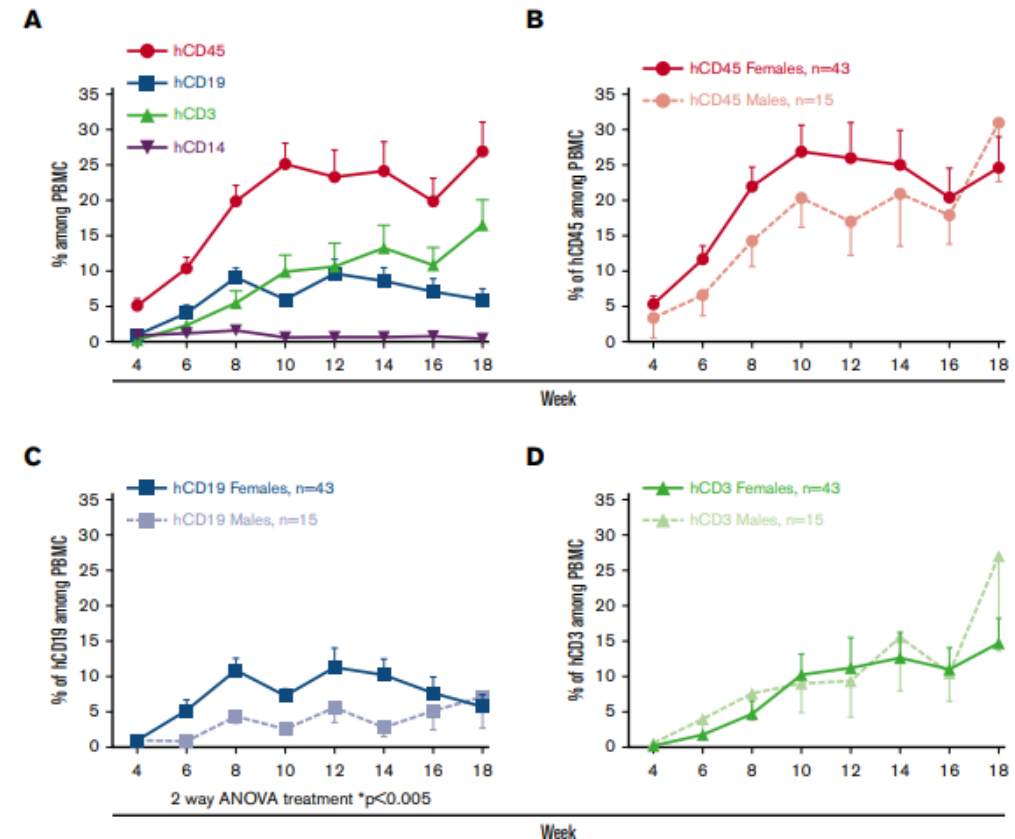 A
hCD45
hCD19
hCD3
hCD14
% among PBMC
35
30
25
20
15
10
5
0
4 6 8 10 12 14 16 18
B
hCD45 Females, n=43
hCD45 Males, n=15
% of hCD45 among PBMC
35
30
25
20
15
10
5
0
4 6 8 10 12 14 16 18
Week
C
hCD19 Females, n=43
hCD19 Males, n=15
% of hCD19 among PBMC
35
30
25
20
15
10
5
0
4 6 8 10 12 14 16 18
2 way ANOVA treatment *p<0.005
D
hCD3 Females, n=43
hCD3 Males, n=15
% of hCD3 among PBMC
35
30
25
20
15
10
5
0
4 6 8 10 12 14 16 18
Week